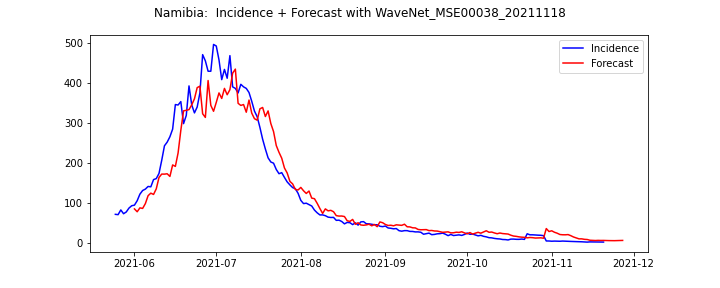 Namibia:  Incidence + Forecast with WaveNet_MSE00038_20211118
Incidence
Forecast
500
400
300
200
100
0
2021-06 2021-07 2021-08 2021-09 2021-10 2021-11 2021-12